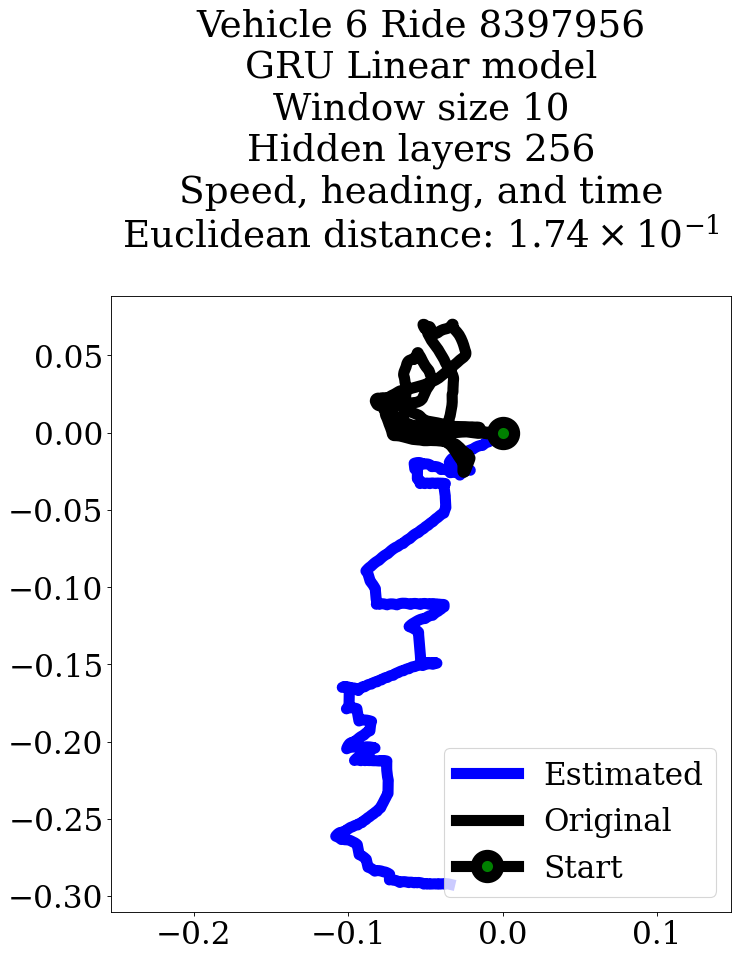 Vehicle 6 Ride 8397956
GRU Linear model
Window size 10
Hidden layers 256
Speed, heading, and time
Euclidean distance: 1.74 × 10⁻¹
0.05
0.00
−0.05
−0.10
−0.15
−0.20
−0.25
−0.30
Estimated
Original
Start
−0.2 −0.1 0.0 0.1